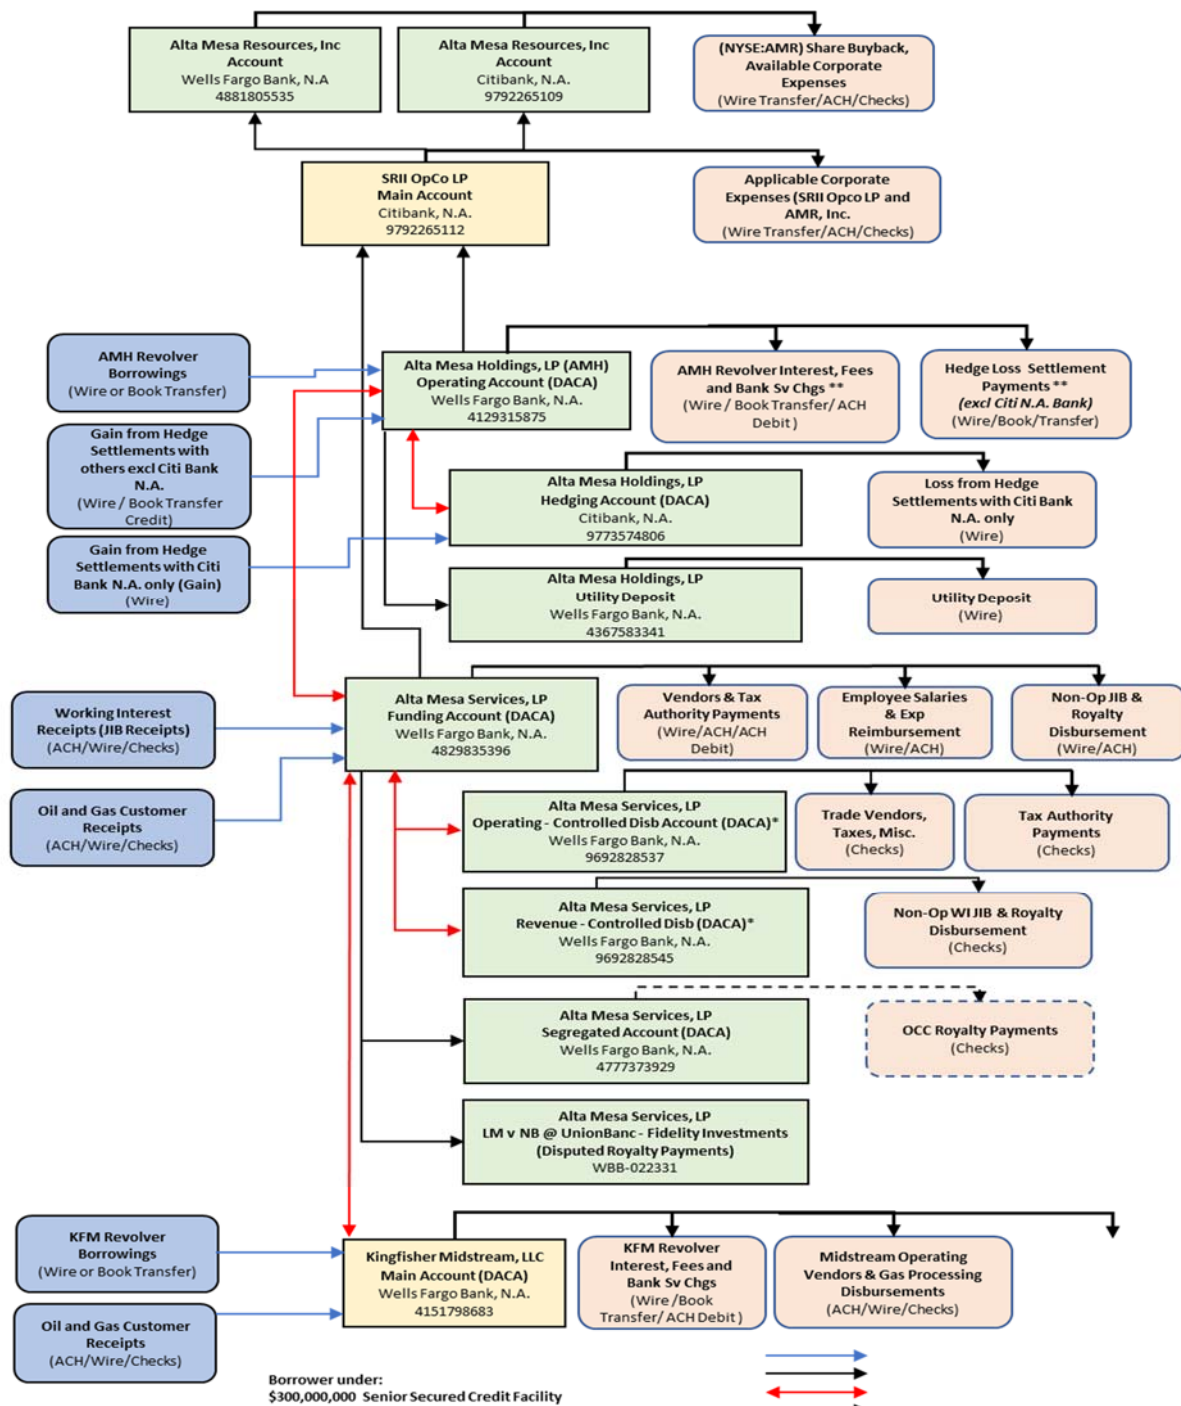 Alta Mesa Resources, Inc
Account
Wells Fargo Bank, N.A
4881805535
Alta Mesa Resources, Inc
Account
Citibank, N.A.
9792265109
(NYSE:AMR) Share Buyback,
Available Corporate
Expenses
(Wire Transfer/ACH/Checks)
SRII OpCo LP
Main Account
Citibank, N.A.
9792265112
Applicable Corporate
Expenses (SRII Opco LP and
AMR, Inc.
(Wire Transfer/ACH/Checks)
AMH Revolver
Borrowings
(Wire or Book Transfer)
Alta Mesa Holdings, LP (AMH)
Operating Account (DACA)
Wells Fargo Bank, N.A.
4129315875
AMH Revolver Interest, Fees
and Bank Sv Chgs **
(Wire / Book Transfer/ ACH
Debit )
Hedge Loss Settlement
Payments **
(excl Citi N.A. Bank)
(Wire/Book/Transfer)
Gain from Hedge
Settlements with
others excl Citi Bank
N.A.
(Wire / Book Transfer
Credit)
Alta Mesa Holdings, LP
Hedging Account (DACA)
Citibank, N.A.
9773574806
Loss from Hedge
Settlements with Citi Bank
N.A. only
(Wire)
Gain from Hedge
Settlements with Citi
Bank N.A. only (Gain)
(Wire)
Alta Mesa Holdings, LP
Utility Deposit
Wells Fargo Bank, N.A.
4367583341
Utility Deposit
(Wire)
Working Interest
Receipts (JIB Receipts)
(ACH/Wire/Checks)
Alta Mesa Services, LP
Funding Account (DACA)
Wells Fargo Bank, N.A.
4829835396
Vendors & Tax
Authority Payments
(Wire/ACH/ACH
Debit)
Employee Salaries
& Exp
Reimbursement
(Wire/ACH)
Non-Op JIB &
Royalty
Disbursement
(Wire/ACH)
Oil and Gas Customer
Receipts
(ACH/Wire/Checks)
Alta Mesa Services, LP
Operating - Controlled Disb Account (DACA)*
Wells Fargo Bank, N.A.
9692828537
Trade Vendors,
Taxes, Misc.
(Checks)
Tax Authority
Payments
(Checks)
Alta Mesa Services, LP
Revenue - Controlled Disb (DACA)*
Wells Fargo Bank, N.A.
9692828545
Non-Op WI JIB & Royalty
Disbursement
(Checks)
Alta Mesa Services, LP
Segregated Account (DACA)
Wells Fargo Bank, N.A.
4777373929
OCC Royalty Payments
(Checks)
Alta Mesa Services, LP
LM v NB @ UnionBanc - Fidelity Investments
(Disputed Royalty Payments)
WBB-022331
KFM Revolver
Borrowings
(Wire or Book Transfer)
Kingfisher Midstream, LLC
Main Account (DACA)
Wells Fargo Bank, N.A.
4151798683
KFM Revolver
Interest, Fees and
Bank Sv Chgs
(Wire /Book
Transfer/ ACH Debit )
Midstream Operating
Vendors & Gas Processing
Disbursements
(ACH/Wire/Checks)
Oil and Gas Customer
Receipts
(ACH/Wire/Checks)
Borrower under:
$300,000,000 Senior Secured Credit Facility